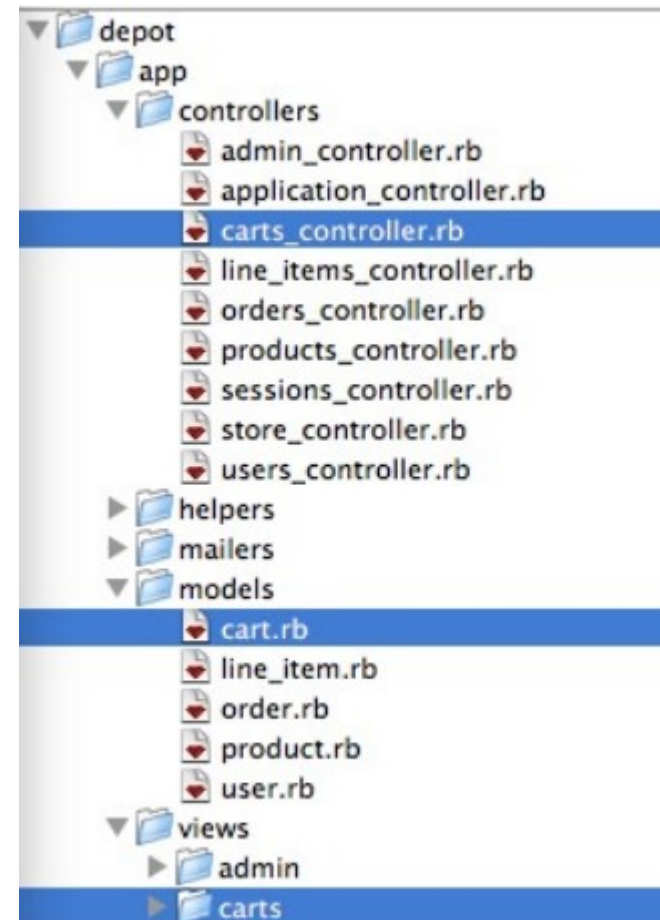 depot
app
controllers
admin_controller.rb
application_controller.rb
carts_controller.rb
line_items_controller.rb
orders_controller.rb
products_controller.rb
sessions_controller.rb
store_controller.rb
users_controller.rb
helpers
mailers
models
cart.rb
line_item.rb
order.rb
product.rb
user.rb
views
admin
carts